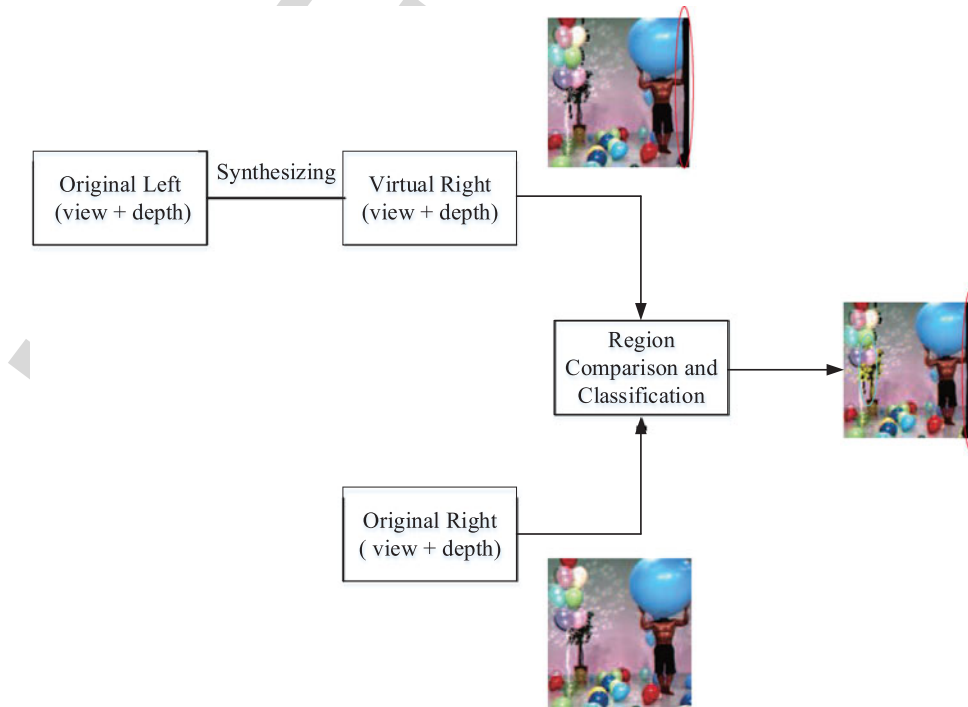 Synthesizing
Original Left
(view + depth)
Virtual Right
(view + depth)
Region
Comparison and
Classification
Original Right
( view + depth)